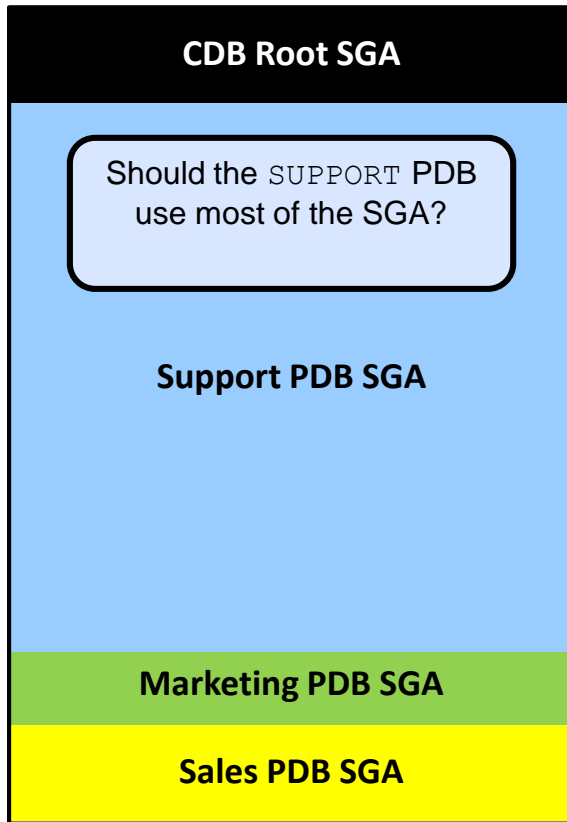 CDB Root SGA
Should the SUPPORT PDB
use most of the SGA?
Support PDB SGA
Marketing PDB SGA
Sales PDB SGA